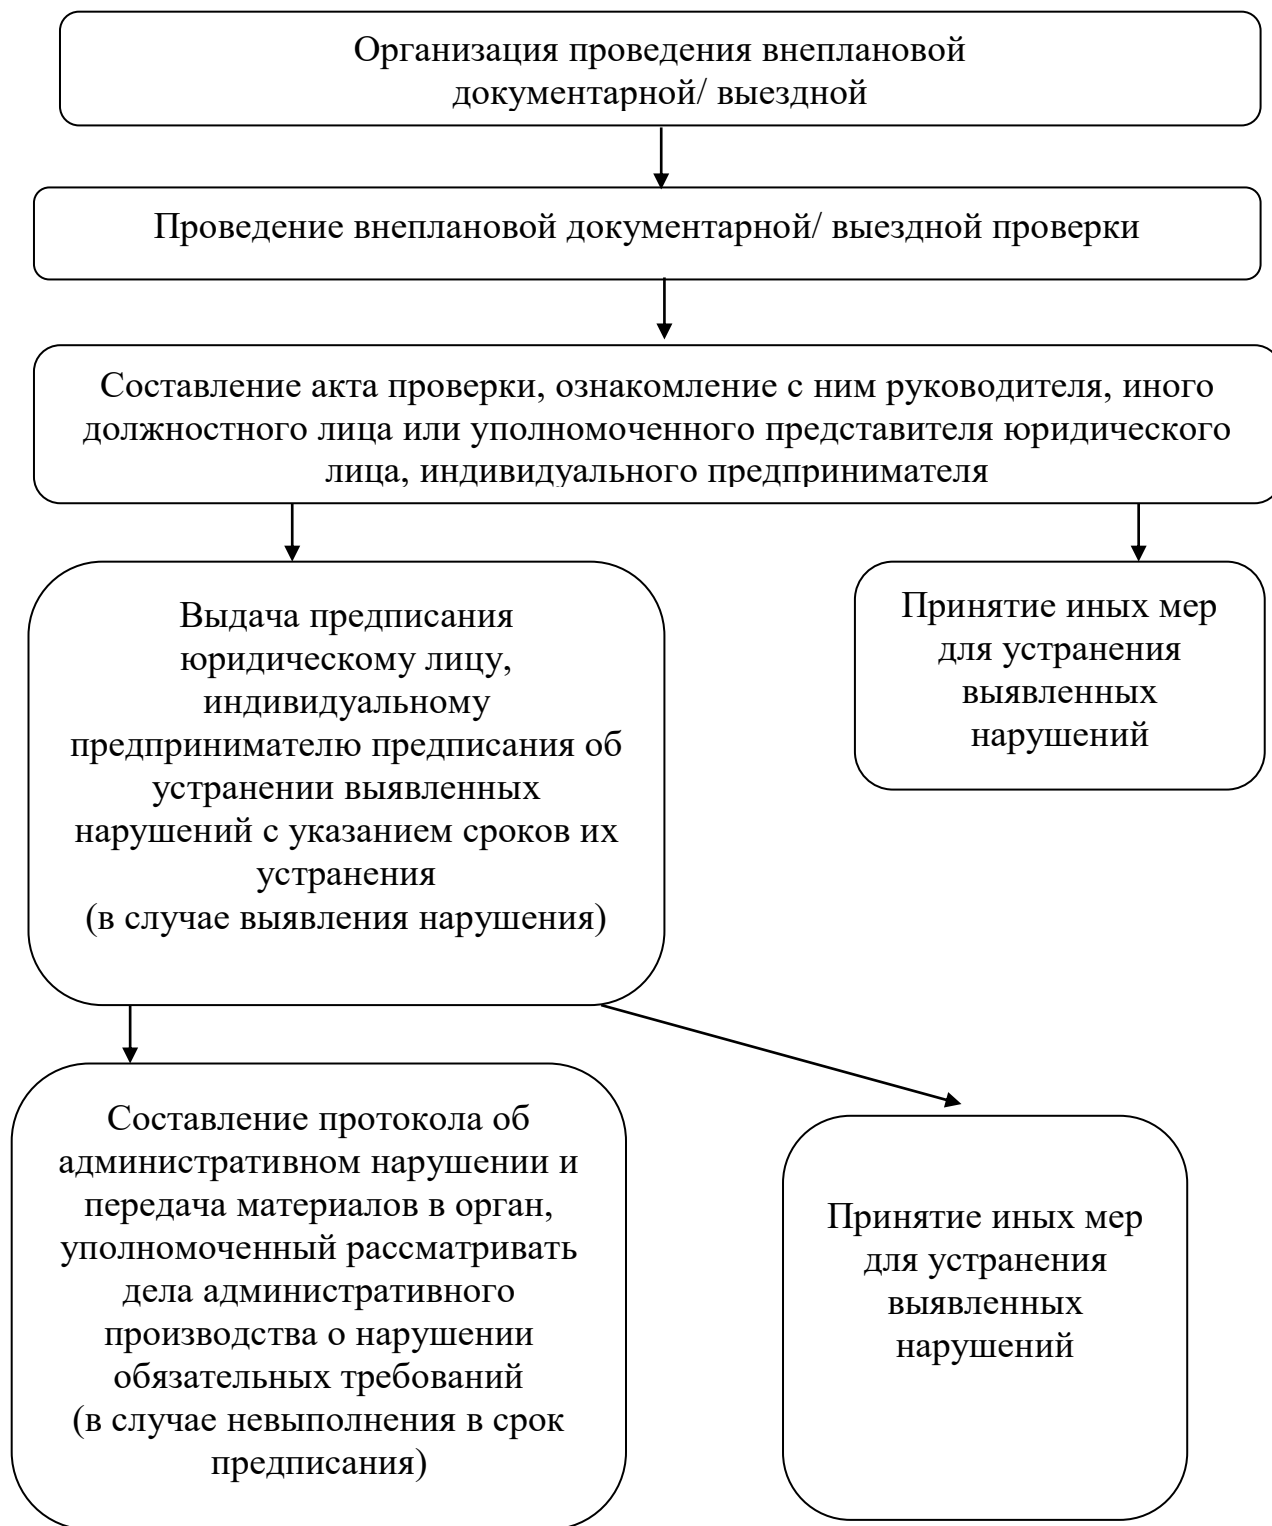 Организация проведения внеплановой
документарной/ выездной
Проведение внеплановой документарной/ выездной проверки
Составление акта проверки, ознакомление с ним руководителя, иного
должностного лица или уполномоченного представителя юридического
лица, индивидуального предпринимателя
Выдача предписания
юридическому лицу,
индивидуальному
предпринимателю предписания об
устранении выявленных
нарушений с указанием сроков их
устранения
(в случае выявления нарушения)
Принятие иных мер
для устранения
выявленных
нарушений
Составление протокола об
административном нарушении и
передача материалов в орган,
уполномоченный рассматривать
дела административного
производства о нарушении
обязательных требований
(в случае невыполнения в срок
предписания)
Принятие иных мер
для устранения
выявленных
нарушений